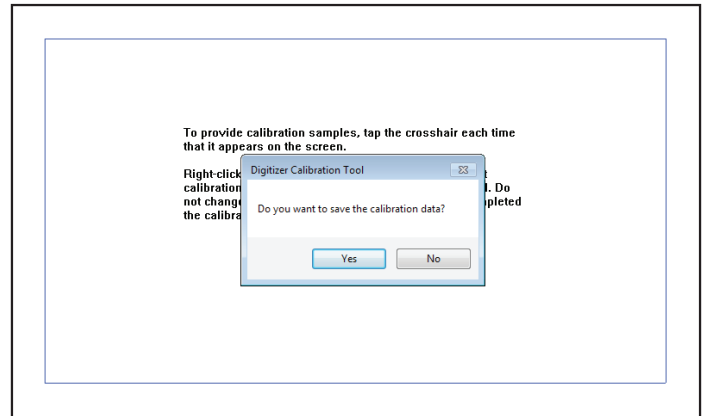 To provide calibration samples, tap the crosshair each time
that it appears on the screen.
Right-click
calibration Do
not change
the calibra
Digitizer Calibration Tool
Do you want to save the calibration data?
Yes No